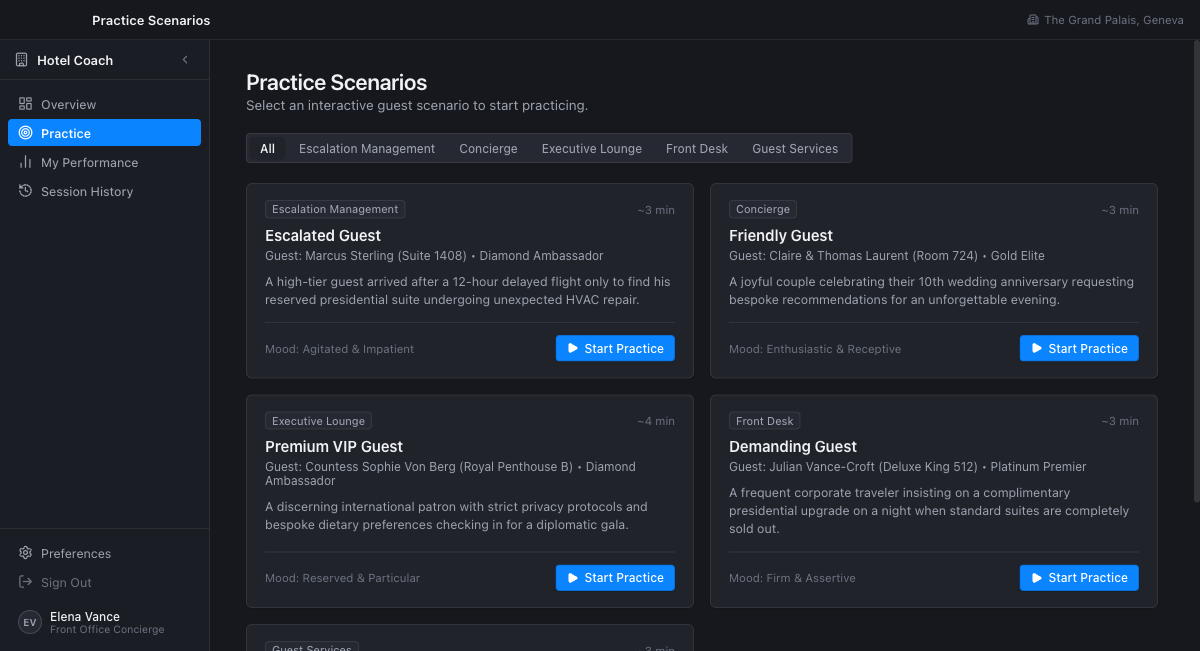 Practice Scenarios
The Grand Palais, Geneva
Hotel Coach
Overview
Practice
My Performance
Session History
Preferences
Sign Out
EV
Elena Vance
Front Office Concierge
Practice Scenarios
Select an interactive guest scenario to start practicing.
All
Escalation Management
Concierge
Executive Lounge
Front Desk
Guest Services
Escalation Management
~3 min
Escalated Guest
Guest: Marcus Sterling (Suite 1408) • Diamond Ambassador
A high-tier guest arrived after a 12-hour delayed flight only to find his
reserved presidential suite undergoing unexpected HVAC repair.
Mood: Agitated & Impatient
Start Practice
Concierge
~3 min
Friendly Guest
Guest: Claire & Thomas Laurent (Room 724) • Gold Elite
A joyful couple celebrating their 10th wedding anniversary requesting
bespoke recommendations for an unforgettable evening.
Mood: Enthusiastic & Receptive
Start Practice
Executive Lounge
~4 min
Premium VIP Guest
Guest: Countess Sophie Von Berg (Royal Penthouse B) • Diamond
Ambassador
A discerning international patron with strict privacy protocols and
bespoke dietary preferences checking in for a diplomatic gala.
Mood: Reserved & Particular
Start Practice
Front Desk
~3 min
Demanding Guest
Guest: Julian Vance-Croft (Deluxe King 512) • Platinum Premier
A frequent corporate traveler insisting on a complimentary
presidential upgrade on a night when standard suites are completely
sold out.
Mood: Firm & Assertive
Start Practice
Guest Services
~3 min